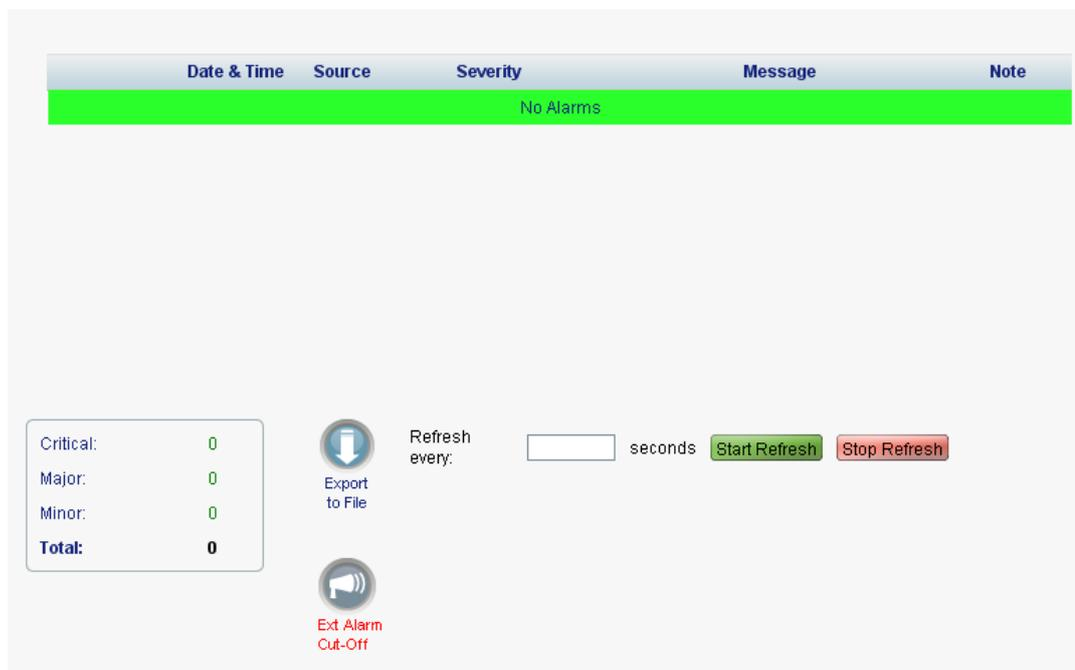 Date & Time Source Severity Message Note
No Alarms
Critical: 0
Major: 0
Minor: 0
Total: 0
Export
to File
Refresh
every:
seconds Start Refresh Stop Refresh
Ext Alarm
Cut-Off